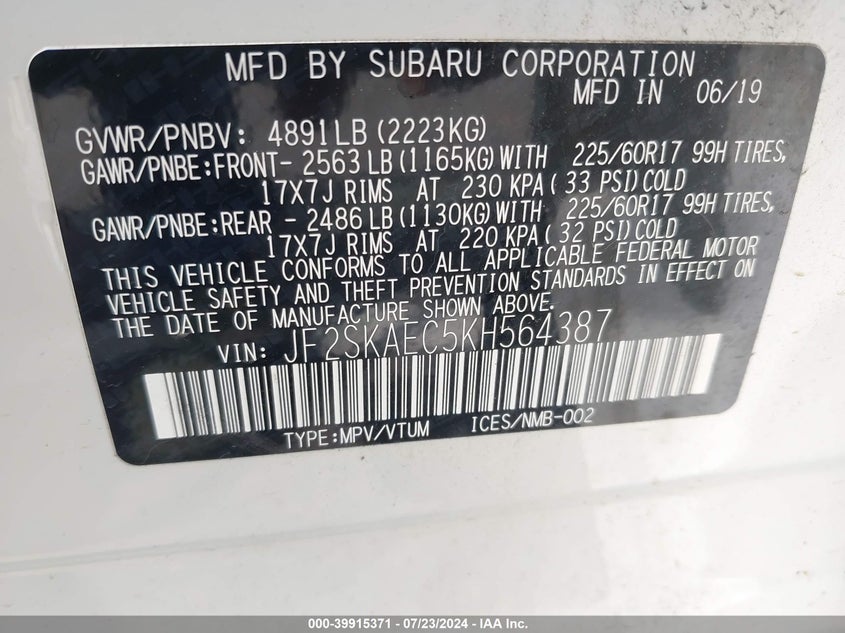 MFD BY SUBARU CORPORATION
MFD IN 06/19
GVWR/PNBV: 4891LB (2223KG)
GAWR/PNBE:FRONT- 2563 LB (1165KG) WITH 225/60R17 99H TIRES,
17X7J RIMS AT 230 KPA ( 33 PSI) COLD
GAWR/PNBE:REAR - 2486 LB (1130KG) WITH 225/60R17 99H TIRES,
17X7J RIMS AT 220 KPA ( 32 PSI) COLD
THIS VEHICLE CONFORMS TO ALL APPLICABLE FEDERAL MOTOR
VEHICLE SAFETY AND THEFT PREVENTION STANDARDS IN EFFECT ON
THE DATE OF MANUFACTURE SHOWN ABOVE.
VIN: JF2SKAEC5KH564387
TYPE:MPV/VTUM ICES/NMB-002
000-39915371 - 07/23/2024 - IAA Inc.